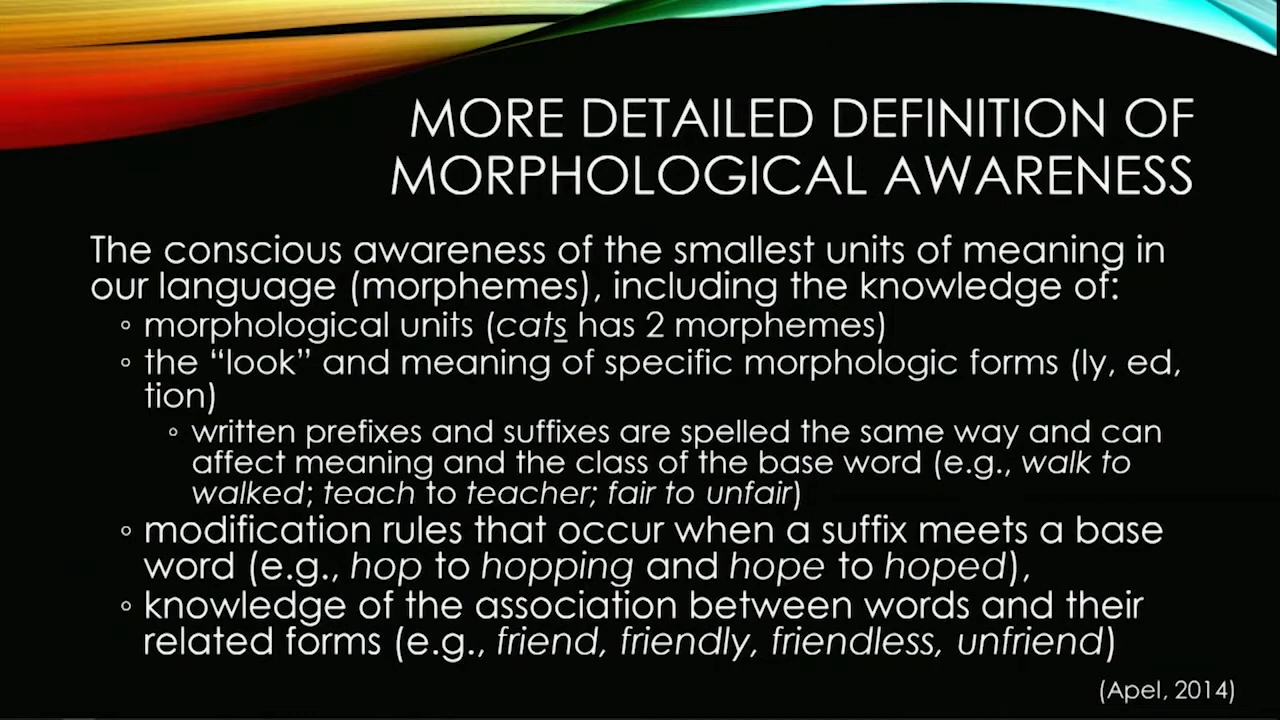 MORE DETAILED DEFINITION OF
MORPHOLOGICAL AWARENESS
The conscious awareness of the smallest units of meaning in
our language (morphemes), including the knowledge of:
◦ morphological units (cats has 2 morphemes)
◦ the “look” and meaning of specific morphologic forms (ly, ed,
tion)
◦ written prefixes and suffixes are spelled the same way and can
affect meaning and the class of the base word (e.g., walk to
walked; teach to teacher; fair to unfair)
◦ modification rules that occur when a suffix meets a base
word (e.g., hop to hopping and hope to hoped),
◦ knowledge of the association between words and their
related forms (e.g., friend, friendly, friendless, unfriend)
(Apel, 2014)